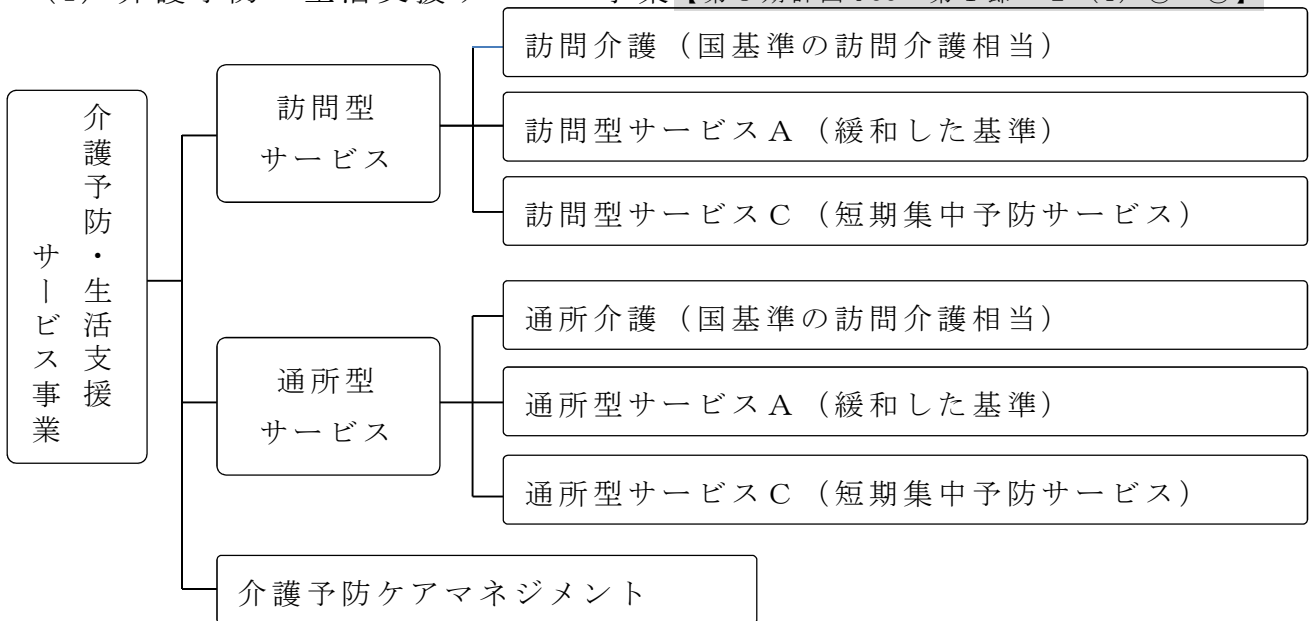 介護予防・生活支援
サービス事業
訪問型
サービス
訪問介護（国基準の訪問介護相当）
訪問型サービスA（緩和した基準）
訪問型サービスC（短期集中予防サービス）
通所型
サービス
通所介護（国基準の訪問介護相当）
通所型サービスA（緩和した基準）
通所型サービスC（短期集中予防サービス）
介護予防ケアマネジメント